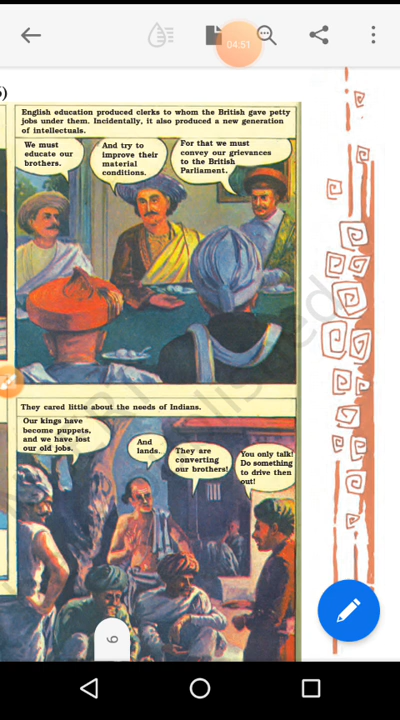 04:51
6)
English education produced clerks to whom the British gave petty
jobs under them. Incidentally, it also produced a new generation
of intellectuals.
We must
educate our
brothers.
And try to
improve their
material
conditions.
For that we must
convey our grievances
to the British
Parliament.
They cared little about the needs of Indians.
Our kings have
become puppets,
and we have lost
our old jobs.
And
lands.
They are
converting
our brothers!
You only talk!
Do something
to drive then
out!
6